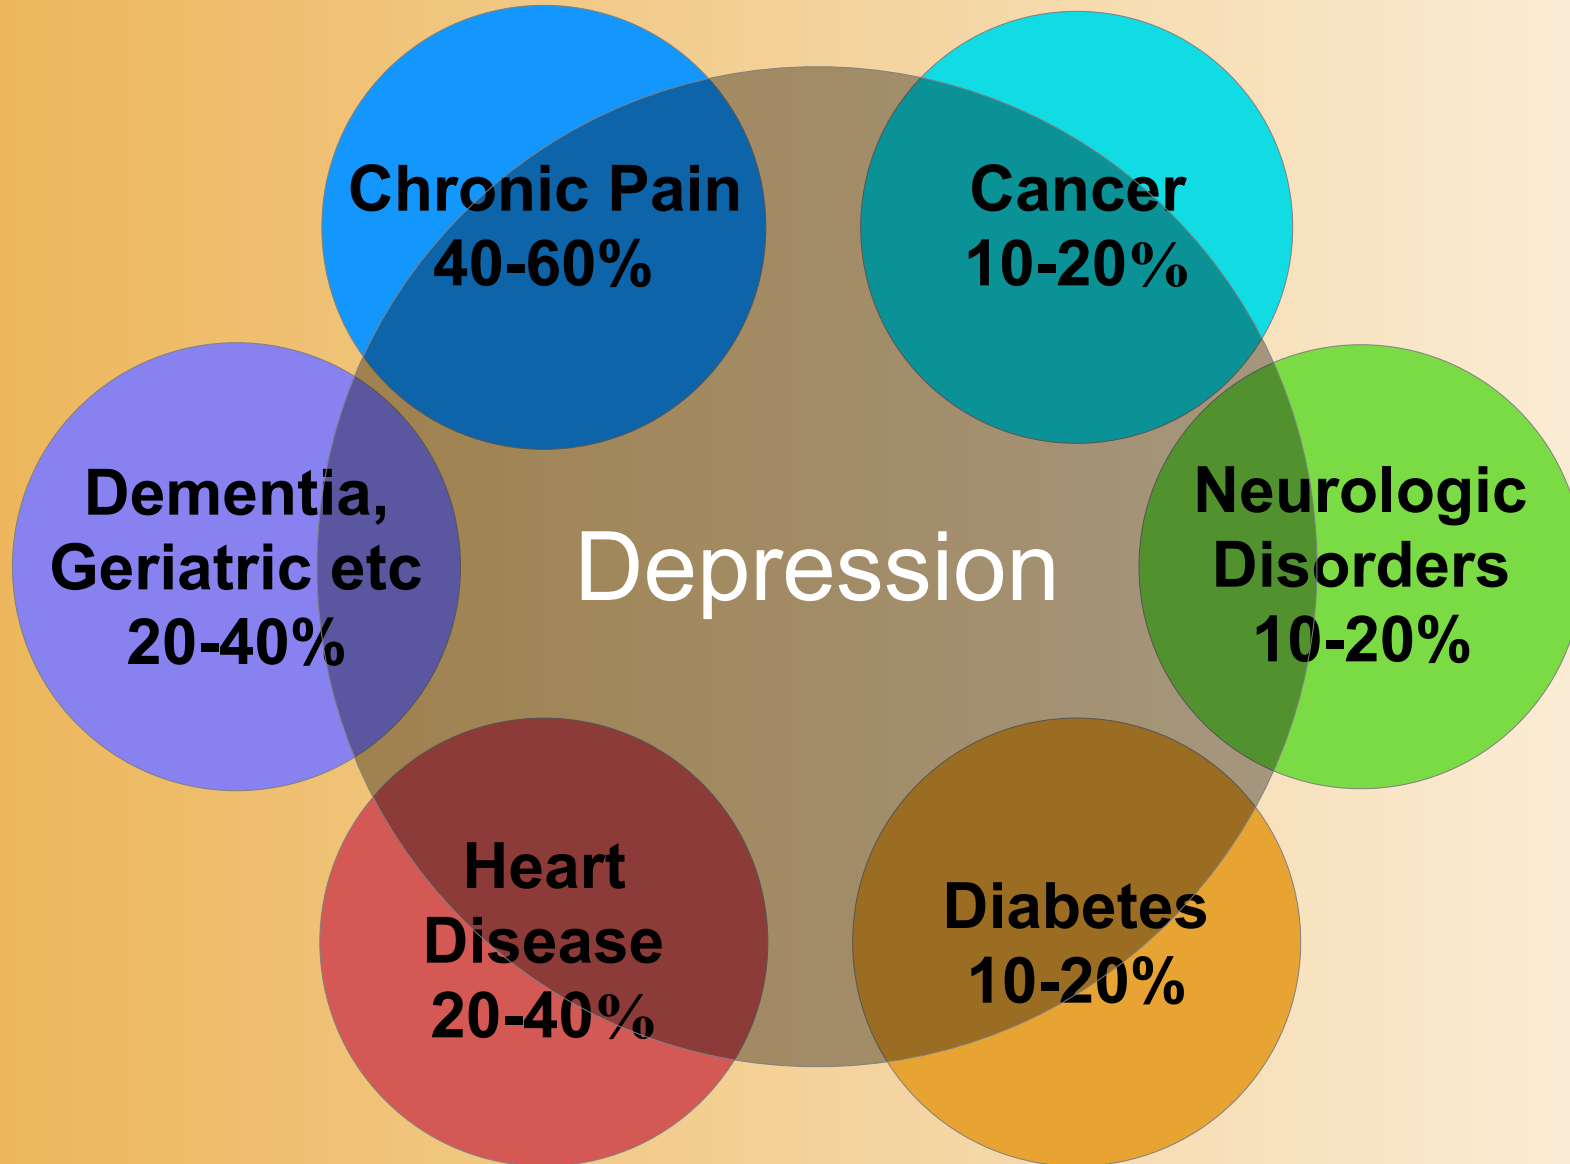 Chronic Pain
40-60%
Cancer
10-20%
Dementia,
Geriatric etc
20-40%
Depression
Neurologic
Disorders
10-20%
Heart
Disease
20-40%
Diabetes
10-20%